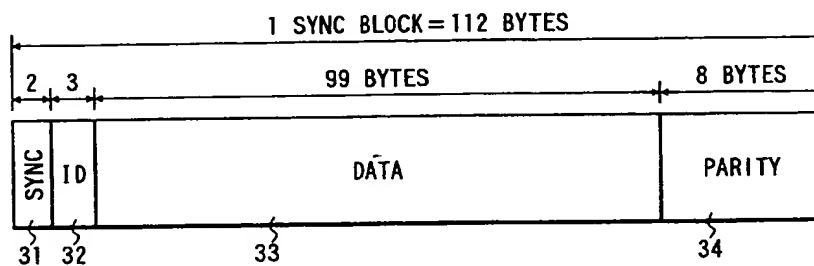 1 SYNC BLOCK=112 BYTES
2 3 99 BYTES 8 BYTES
SYNC ID DATA PARITY
31 32 33 34